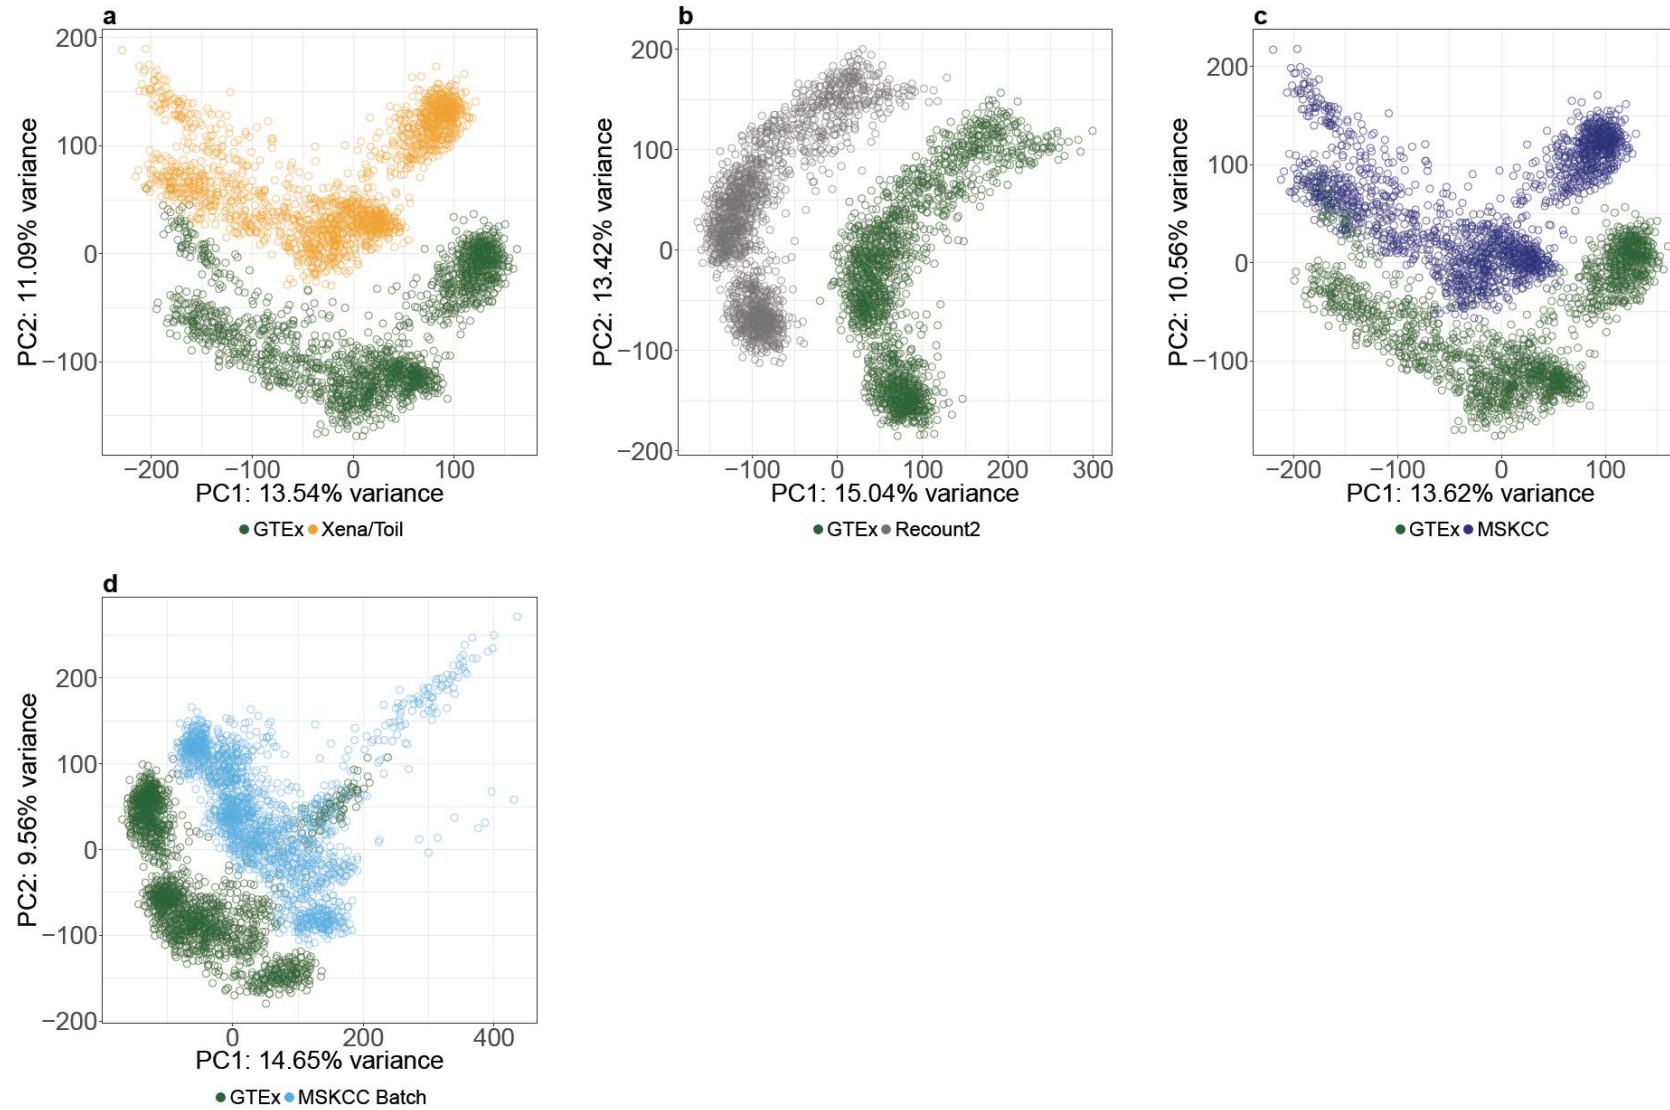 a
200
100
0
−100
PC2: 11.09% variance
−200 −100 0 100
PC1: 13.54% variance
GTEx Xena/Toil
b
200
100
0
−100
−200
PC2: 13.42% variance
−100 0 100 200 300
PC1: 15.04% variance
GTEx Recount2
c
200
100
0
−100
PC2: 10.56% variance
−200 −100 0 100
PC1: 13.62% variance
GTEx MSKCC
d
200
100
0
−100
−200
PC2: 9.56% variance
0 200 400
PC1: 14.65% variance
GTEx MSKCC Batch